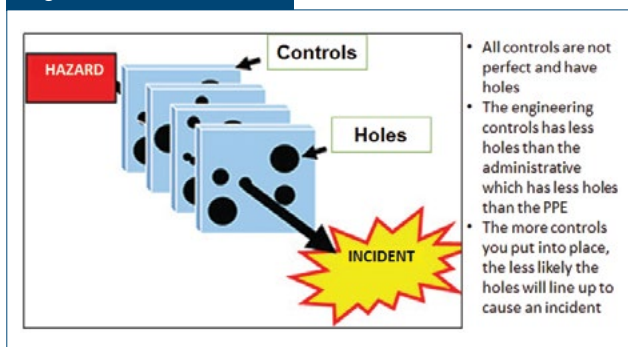 HAZARD
Controls
Holes
INCIDENT
• All controls are not
perfect and have
holes
• The engineering
controls has less
holes than the
administrative
which has less holes
than the PPE
• The more controls
you put into place,
the less likely the
holes will line up to
cause an incident